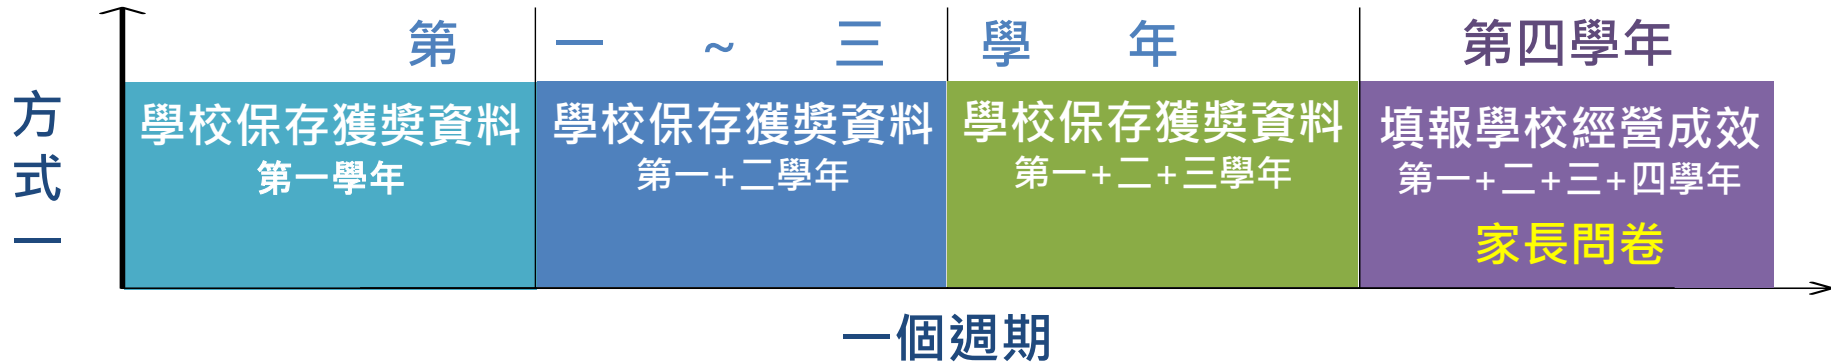 第一~三學年
第四學年
方式一
學校保存獲獎資料
第一學年
學校保存獲獎資料
第一+二學年
學校保存獲獎資料
第一+二+三學年
填報學校經營成效
第一+二+三+四學年
家長問卷
一個週期